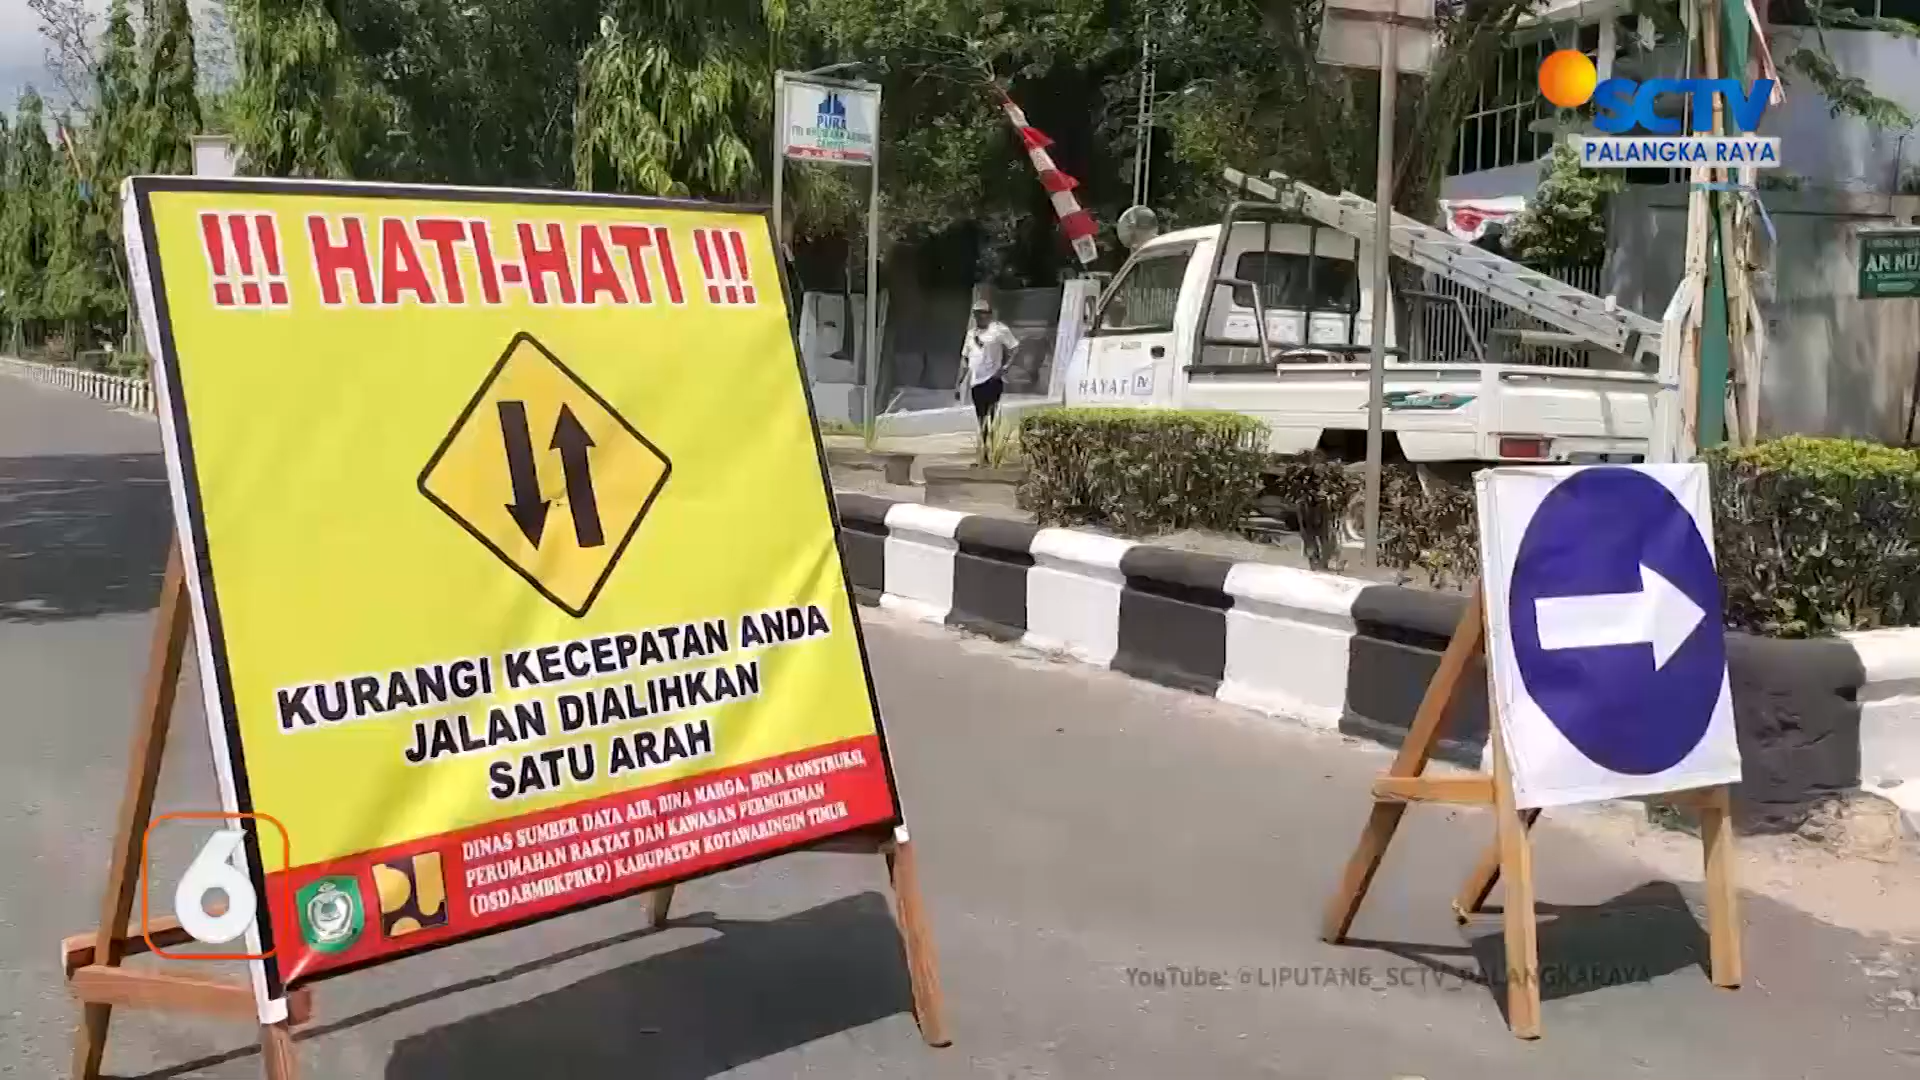 SCTV
PALANGKA RAYA
PURA
AN NU
!!! HATI-HATI !!!
HAYAT IV
KURANGI KECEPATAN ANDA
JALAN DIALIHKAN
SATU ARAH
DINAS SUMBER DAYA AIR, BINA MARGA, BINA KONSTRUKSI,
PERUMAHAN RAKYAT DAN KAWASAN PERMUKIMAN
(DSDABMBKPRKP) KABUPATEN KOTAWARINGIN TIMUR
6
YouTube: @LIPUTAN6_SCTV_PALANGKARAYA